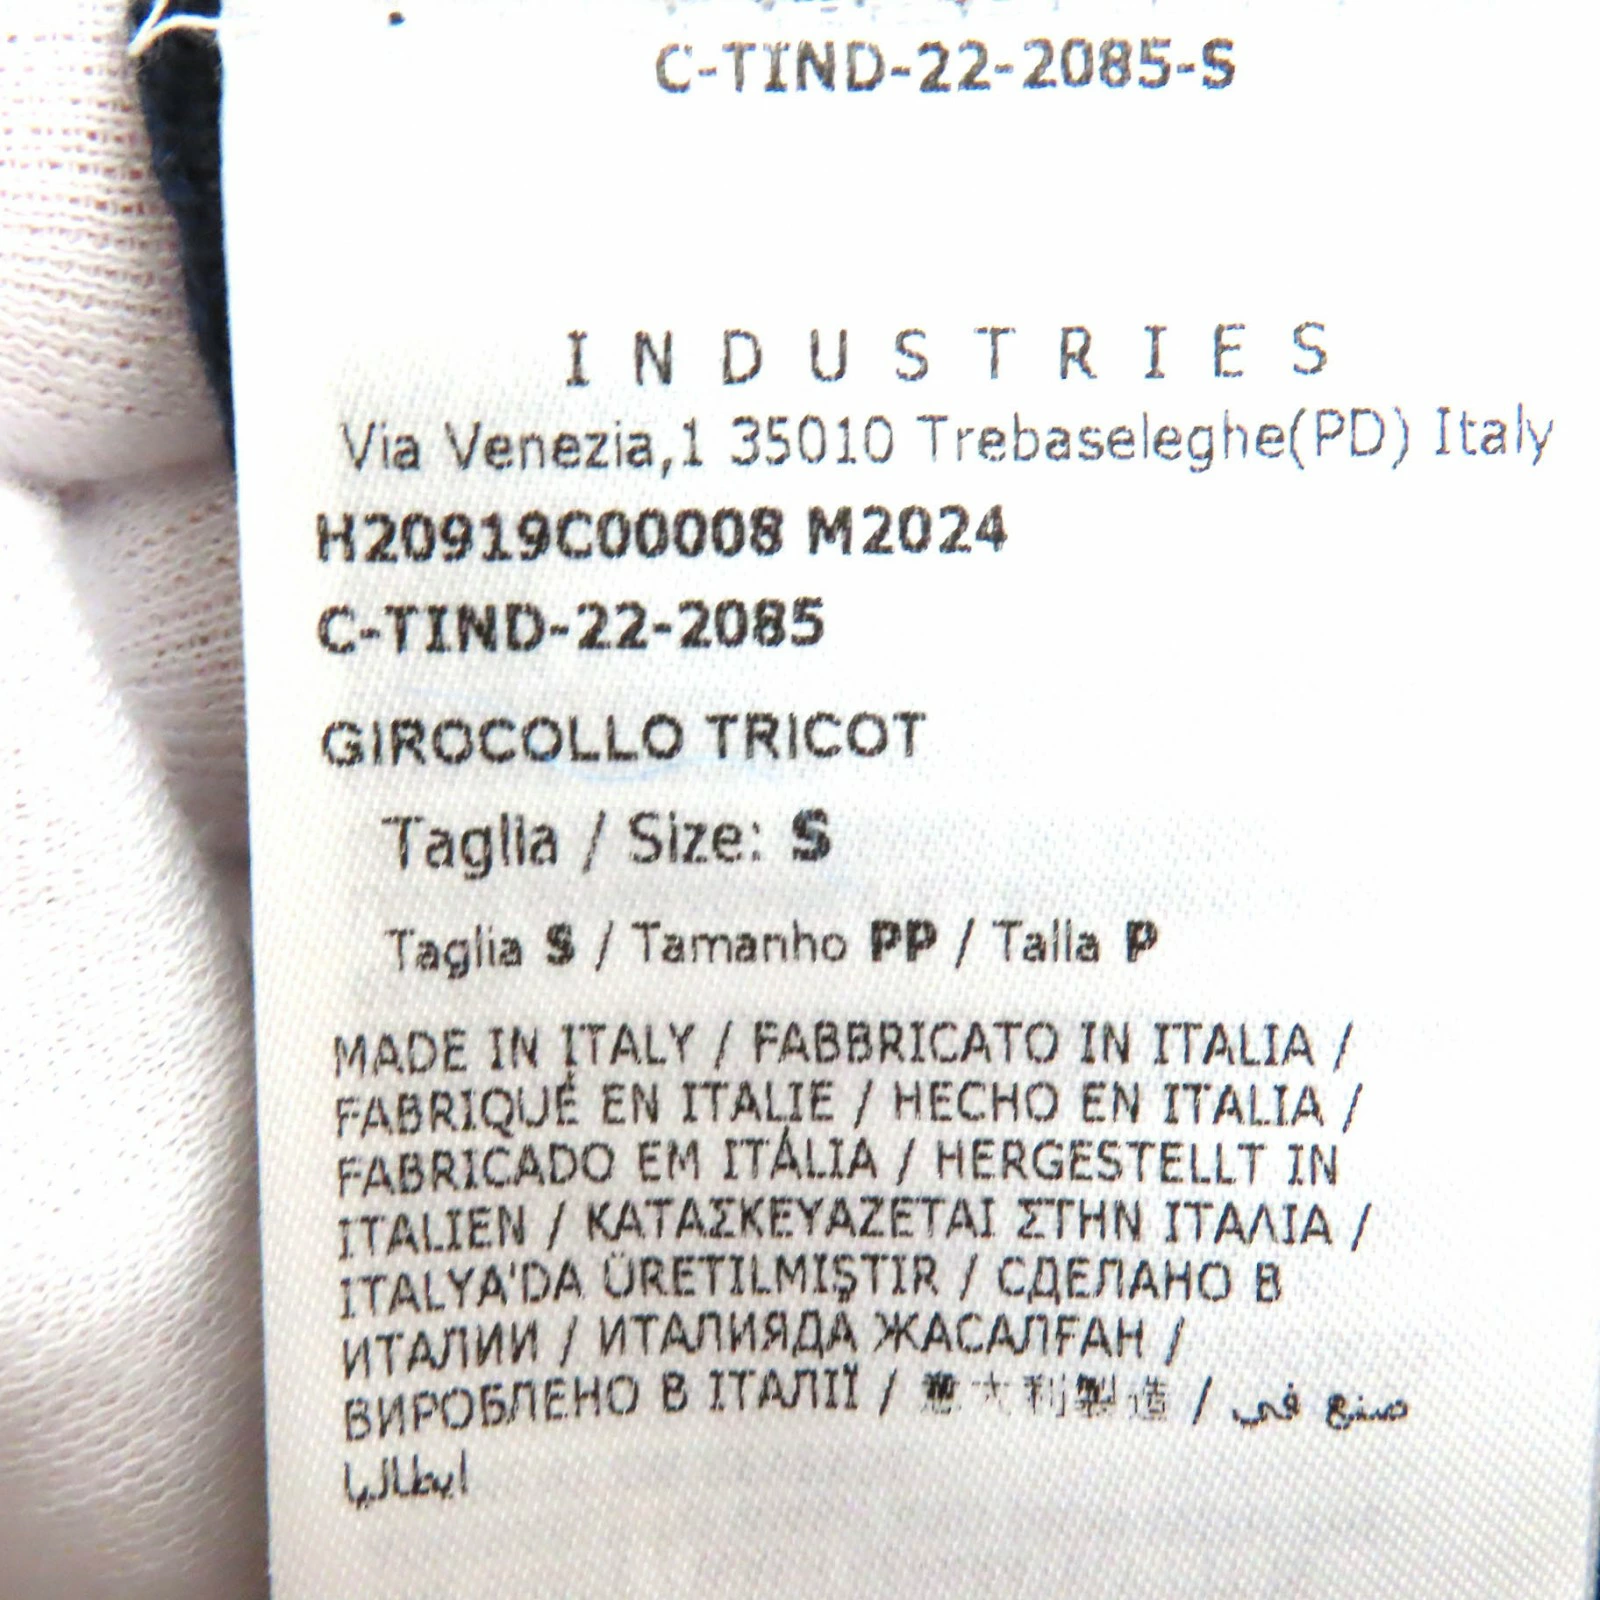 C-TIND-22-2085-S
INDUSTRIES
Via Venezia,1 35010 Trebaseleghe(PD) Italy
H20919C00008 M2024
C-TIND-22-2085
GIROCOLLO TRICOT
Taglia / Size: S
Taglia S / Tamanho PP / Talla P
MADE IN ITALY / FABBRICATO IN ITALIA /
FABRIQUÉ EN ITALIE / HECHO EN ITALIA /
FABRICADO EM ITÁLIA / HERGESTELLT IN
ITALIEN / ΚΑΤΑΣΚΕΥΑΖΕΤΑΙ ΣΤΗΝ ΙΤΑΛΙΑ /
ITALYA'DA ÜRETILMIŞTIR / СДЕЛАНО В
ИТАЛИИ / ИТАЛИЯДА ЖАСАЛҒАН /
ВИРОБЛЕНО В ІТАЛІЇ / 意大利製造 / صنع في
ايطاليا